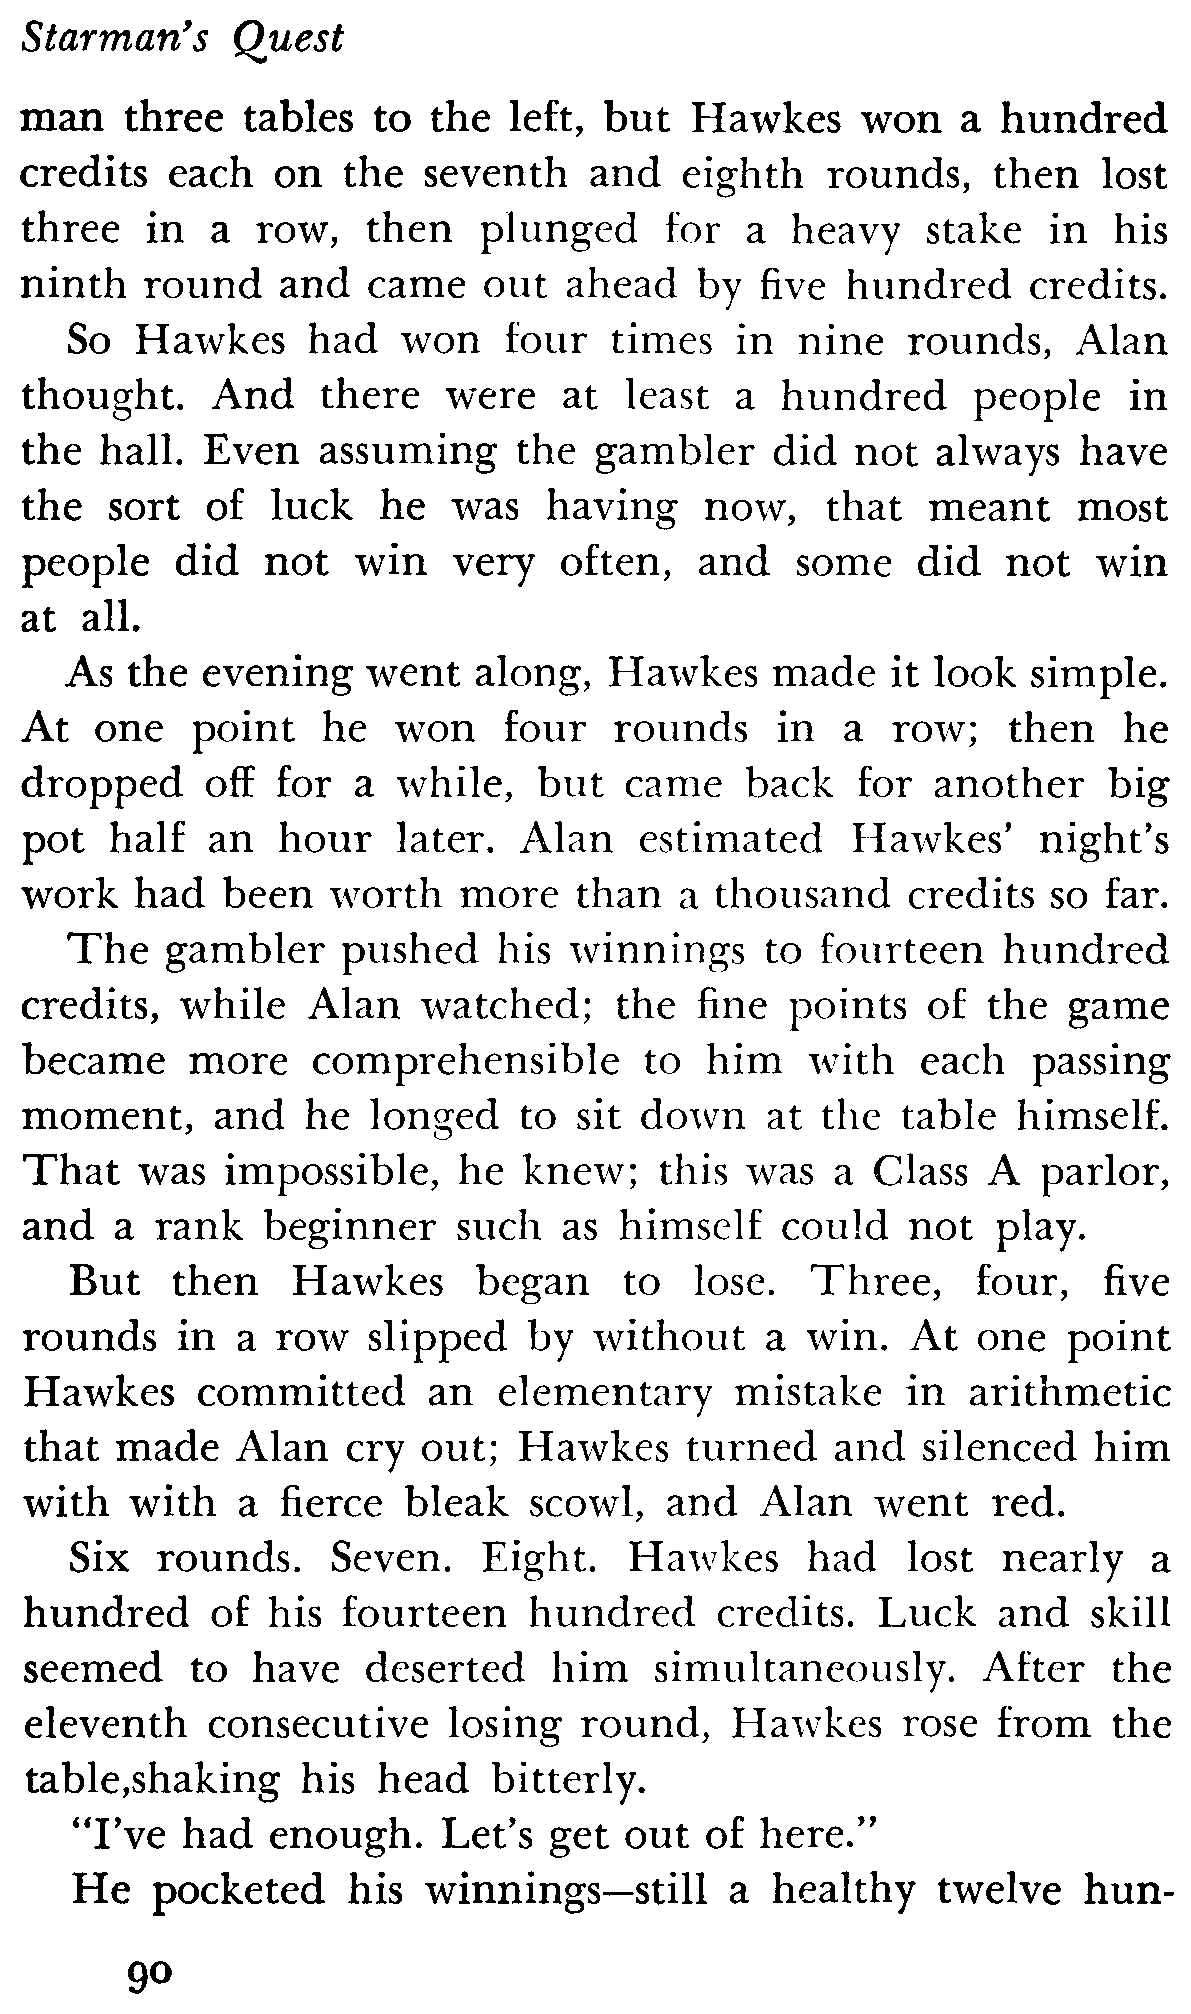 Starman's Quest
man three tables to the left, but Hawkes won a hundred
credits each on the seventh and eighth rounds, then lost
three in a row, then plunged for a heavy stake in his
ninth round and came out ahead by five hundred credits.
So Hawkes had won four times in nine rounds, Alan
thought. And there were at least a hundred people in
the hall. Even assuming the gambler did not always have
the sort of luck he was having now, that meant most
people did not win very often, and some did not win
at all.
As the evening went along, Hawkes made it look simple.
At one point he won four rounds in a row; then he
dropped off for a while, but came back for another big
pot half an hour later. Alan estimated Hawkes' night's
work had been worth more than a thousand credits so far.
The gambler pushed his winnings to fourteen hundred
credits, while Alan watched; the fine points of the game
became more comprehensible to him with each passing
moment, and he longed to sit down at the table himself.
That was impossible, he knew; this was a Class A parlor,
and a rank beginner such as himself could not play.
But then Hawkes began to lose. Three, four, five
rounds in a row slipped by without a win. At one point
Hawkes committed an elementary mistake in arithmetic
that made Alan cry out; Hawkes turned and silenced him
with with a fierce bleak scowl, and Alan went red.
Six rounds. Seven. Eight. Hawkes had lost nearly a
hundred of his fourteen hundred credits. Luck and skill
seemed to have deserted him simultaneously. After the
eleventh consecutive losing round, Hawkes rose from the
table,shaking his head bitterly.
"I've had enough. Let's get out of here."
He pocketed his winnings—still a healthy twelve hun-
90